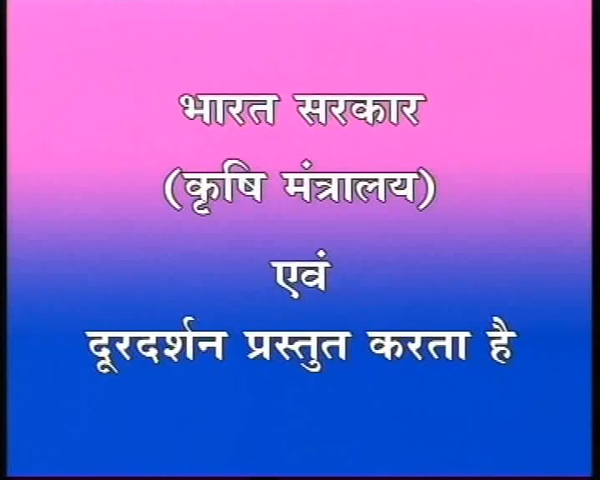 भारत सरकार
(कृषि मंत्रालय)
एवं
दूरदर्शन प्रस्तुत करता है